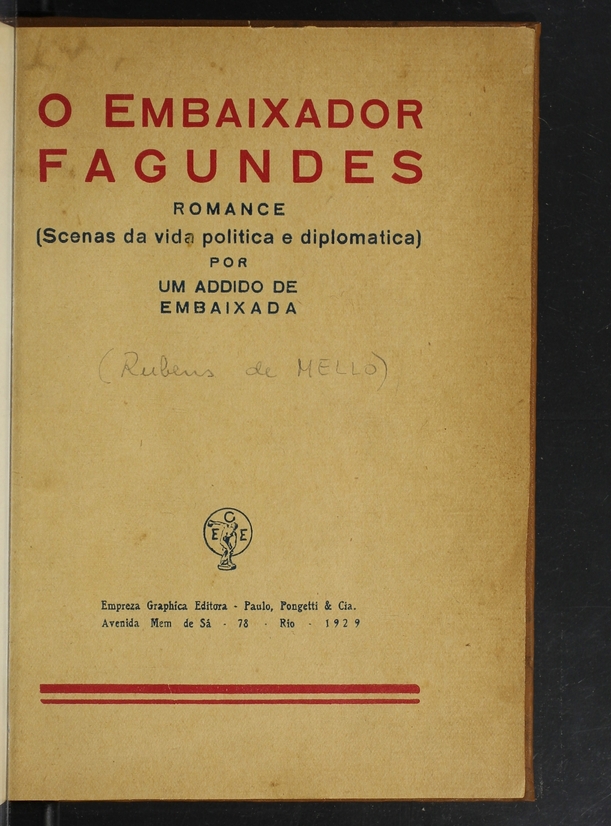 O EMBAIXADOR
FAGUNDES
ROMANCE
(Scenas da vida politica e diplomatica)
POR
UM ADDIDO DE
EMBAIXADA
(Rubens de MELLO)
C
E E
Empreza Graphica Editora - Paulo, Pongetti & Cia.
Avenida Mem de Sá - 78 - Rio - 1929